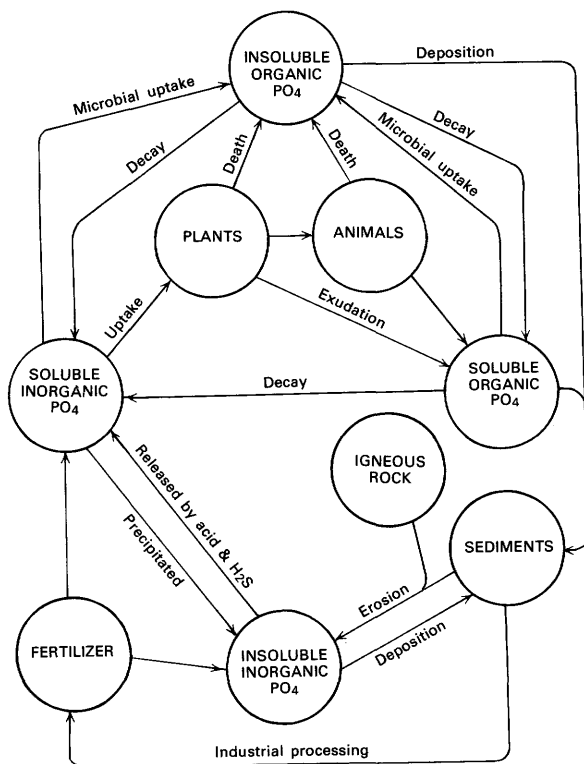 INSOLUBLE
ORGANIC
PO4
Deposition
Microbial uptake
Decay
Death
Death
Decay
Microbial uptake
PLANTS
ANIMALS
Uptake
Exudation
SOLUBLE
INORGANIC
PO4
Decay
SOLUBLE
ORGANIC
PO4
IGNEOUS
ROCK
Released by acid & H2S
Precipitated
SEDIMENTS
Erosion
Deposition
FERTILIZER
INSOLUBLE
INORGANIC
PO4
Industrial processing